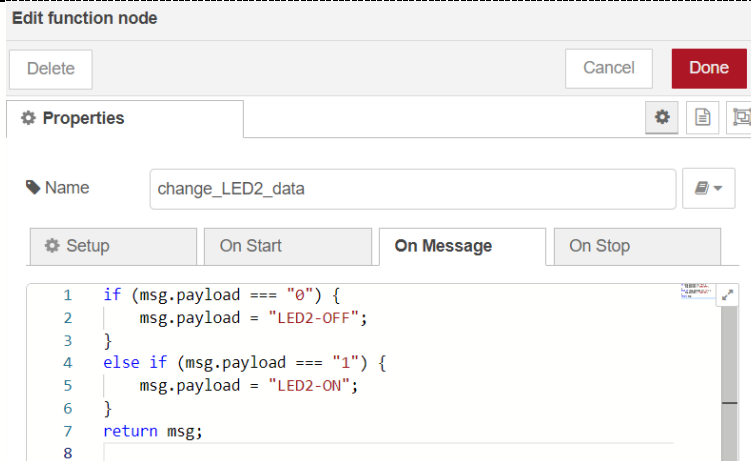 Edit function node
Delete
Cancel
Done
Properties
Name
change_LED2_data
Setup
On Start
On Message
On Stop
1 if (msg.payload === "0") {
2     msg.payload = "LED2-OFF";
3 }
4 else if (msg.payload === "1") {
5     msg.payload = "LED2-ON";
6 }
7 return msg;
8